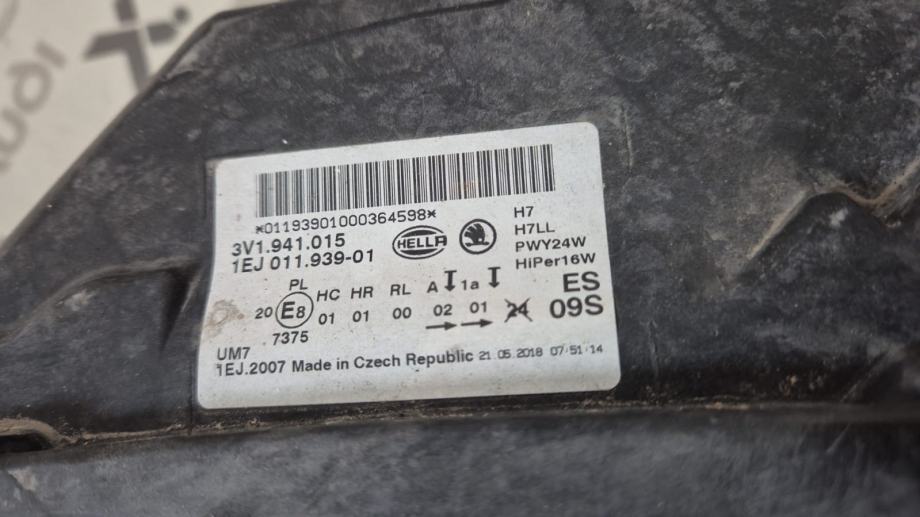 AUDI
*01193901000364598*
3V1.941.015
1EJ 011.939-01
HELLA
H7
H7LL
PWY24W
HiPer16W
PL
HC HR RL A 1a
20 E8 01 01 00 02 01 24
7375
ES
09S
UM7
1EJ.2007 Made in Czech Republic 21.05.2018 07:51:14